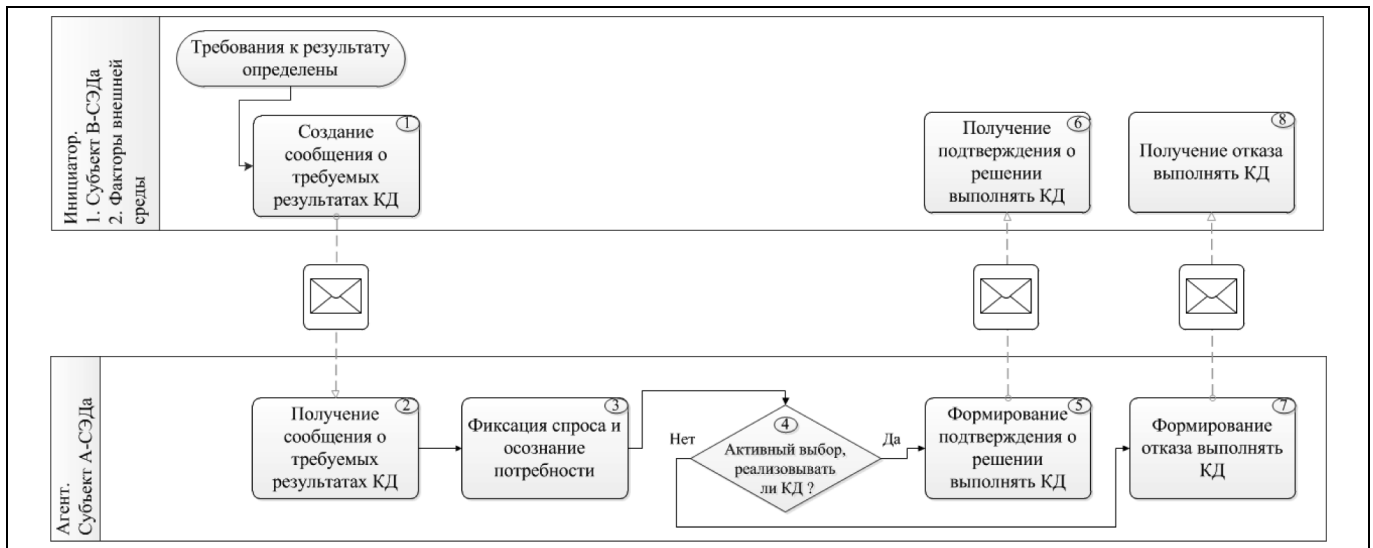 Инициатор.
1. Субъект В-СЭДа
2. Факторы внешней
среды
Требования к результату
определены
1
Создание
сообщения о
требуемых
результатах КД
6
Получение
подтверждения о
решении
выполнять КД
8
Получение отказа
выполнять КД
Агент.
Субъект А-СЭДа
2
Получение
сообщения о
требуемых
результатах КД
3
Фиксация спроса и
осознание
потребности
Нет
4
Активный выбор,
реализовывать
ли КД ?
Да
5
Формирование
подтверждения о
решении
выполнять КД
7
Формирование
отказа выполнять
КД